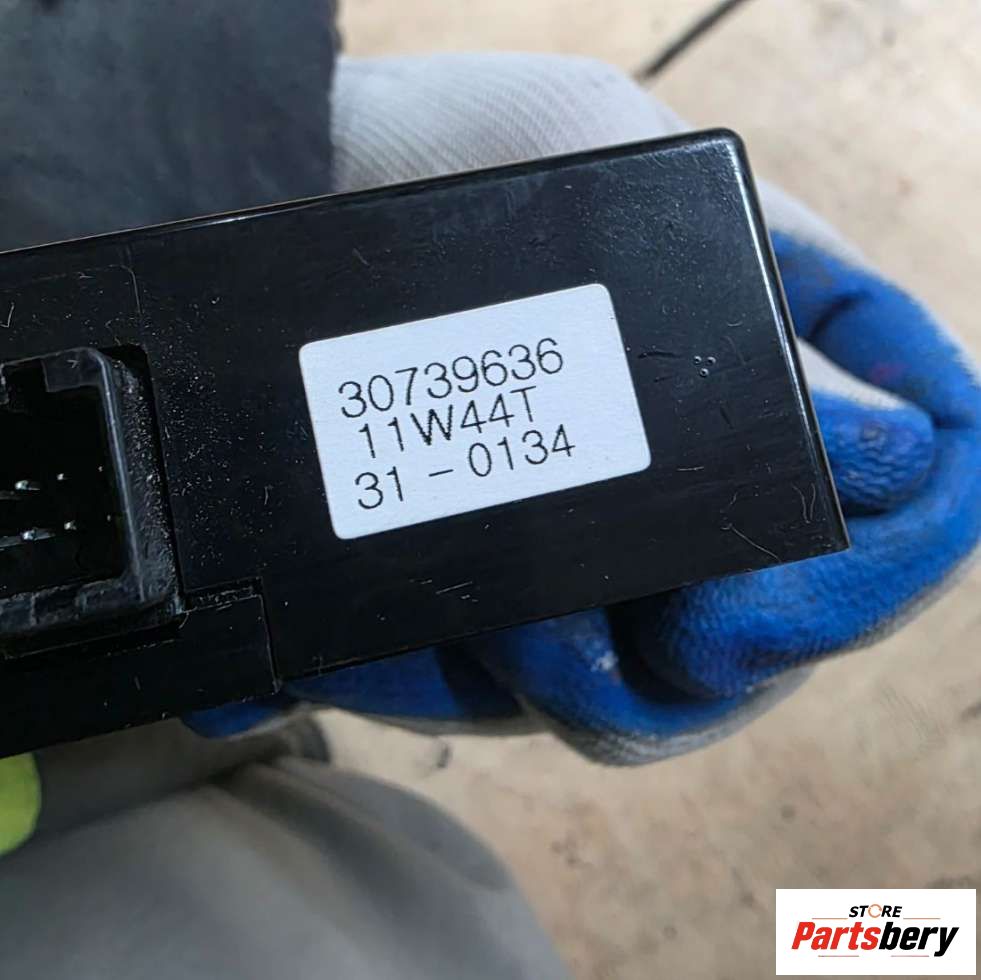 30739636
11W44T
31 - 0134
STORE
Partsbery